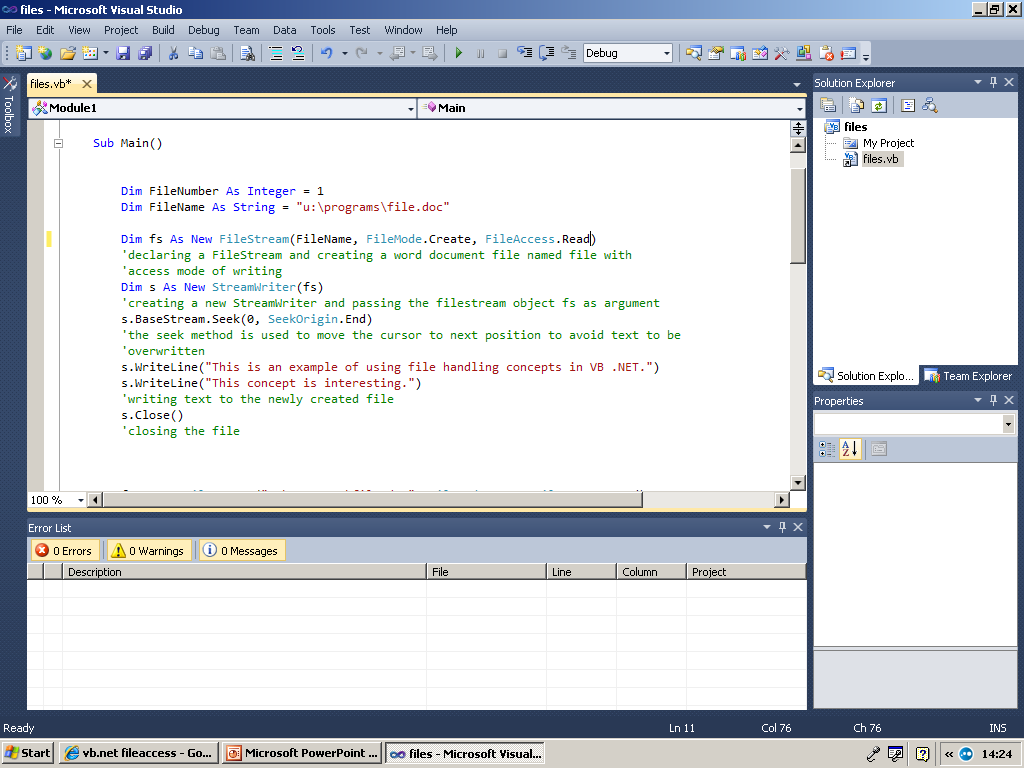 files - Microsoft Visual Studio
File Edit View Project Build Debug Team Data Tools Test Window Help
Debug
Toolbox
files.vb*
Module1
Main
Sub Main()
Dim FileNumber As Integer = 1
Dim FileName As String = "u:\programs\file.doc"
Dim fs As New FileStream(FileName, FileMode.Create, FileAccess.Read)
'declaring a FileStream and creating a word document file named file with
'access mode of writing
Dim s As New StreamWriter(fs)
'creating a new StreamWriter and passing the filestream object fs as argument
s.BaseStream.Seek(0, SeekOrigin.End)
'the seek method is used to move the cursor to next position to avoid text to be
'overwritten
s.WriteLine("This is an example of using file handling concepts in VB .NET.")
s.WriteLine("This concept is interesting.")
'writing text to the newly created file
s.Close()
'closing the file
100 %
Solution Explorer
files
My Project
files.vb
Solution Explo...
Team Explorer
Properties
Error List
0 Errors 0 Warnings 0 Messages
Description File Line Column Project
Ready Ln 11 Col 76 Ch 76 INS
Start vb.net fileaccess - Go... Microsoft PowerPoint ... files - Microsoft Visual... « 14:24